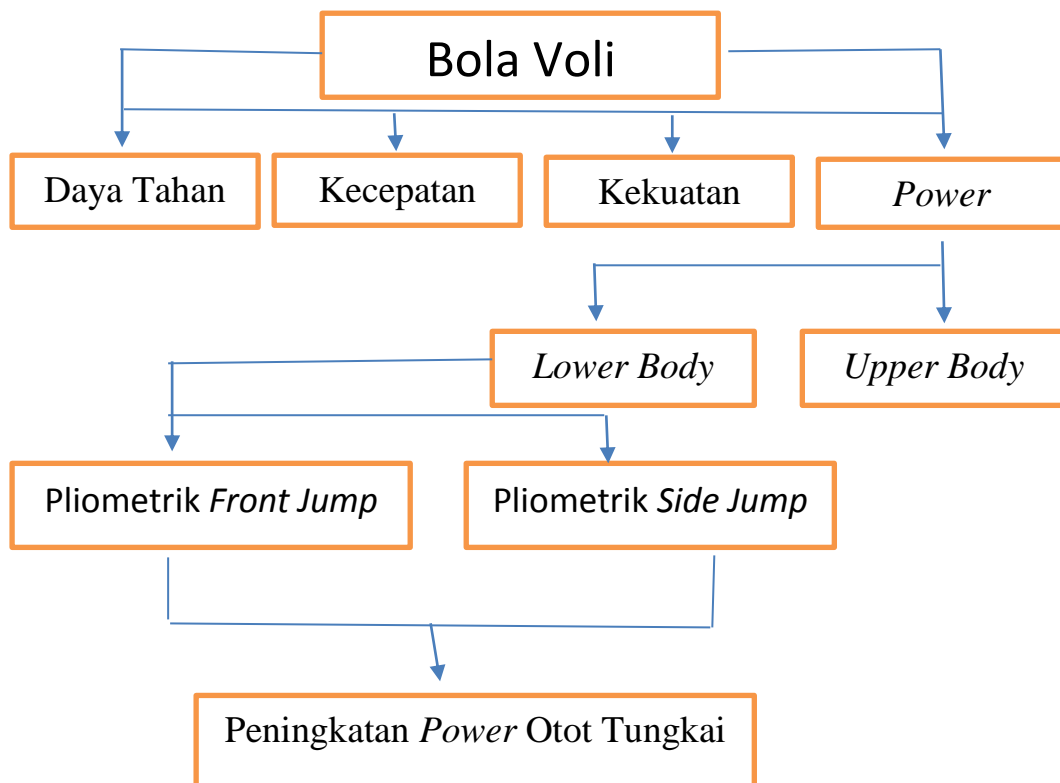 Bola Voli
Daya Tahan
Kecepatan
Kekuatan
Power
Lower Body
Upper Body
Pliometrik Front Jump
Pliometrik Side Jump
Peningkatan Power Otot Tungkai